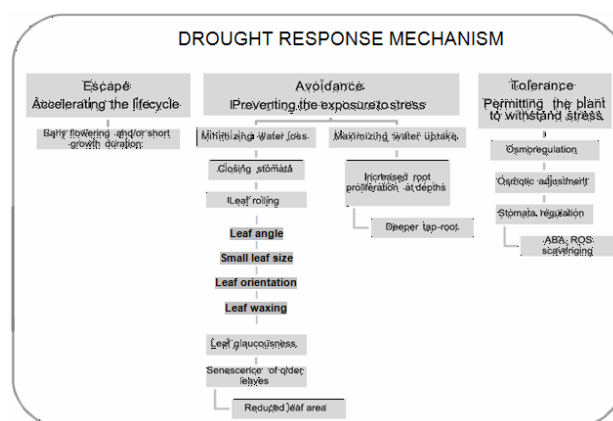 DROUGHT RESPONSE MECHANISM
Escape
Accelerating the lifecycle
Early flowering and/or short
growth duration
Avoidance
Preventing the exposure to stress
Minimizing Water loss
Closing stomata
Leaf rolling
Leaf angle
Small leaf size
Leaf orientation
Leaf waxing
Leaf glaucousness
Senescence of older
leaves
Reduced leaf area
Maximizing water uptake
Increased root
proliferation at depths
Deeper tap-root
Tolerance
Permitting the plant
to withstand stress
Osmoregulation
Osmotic adjustment
Stomata regulation
ABA, ROS
scavenging